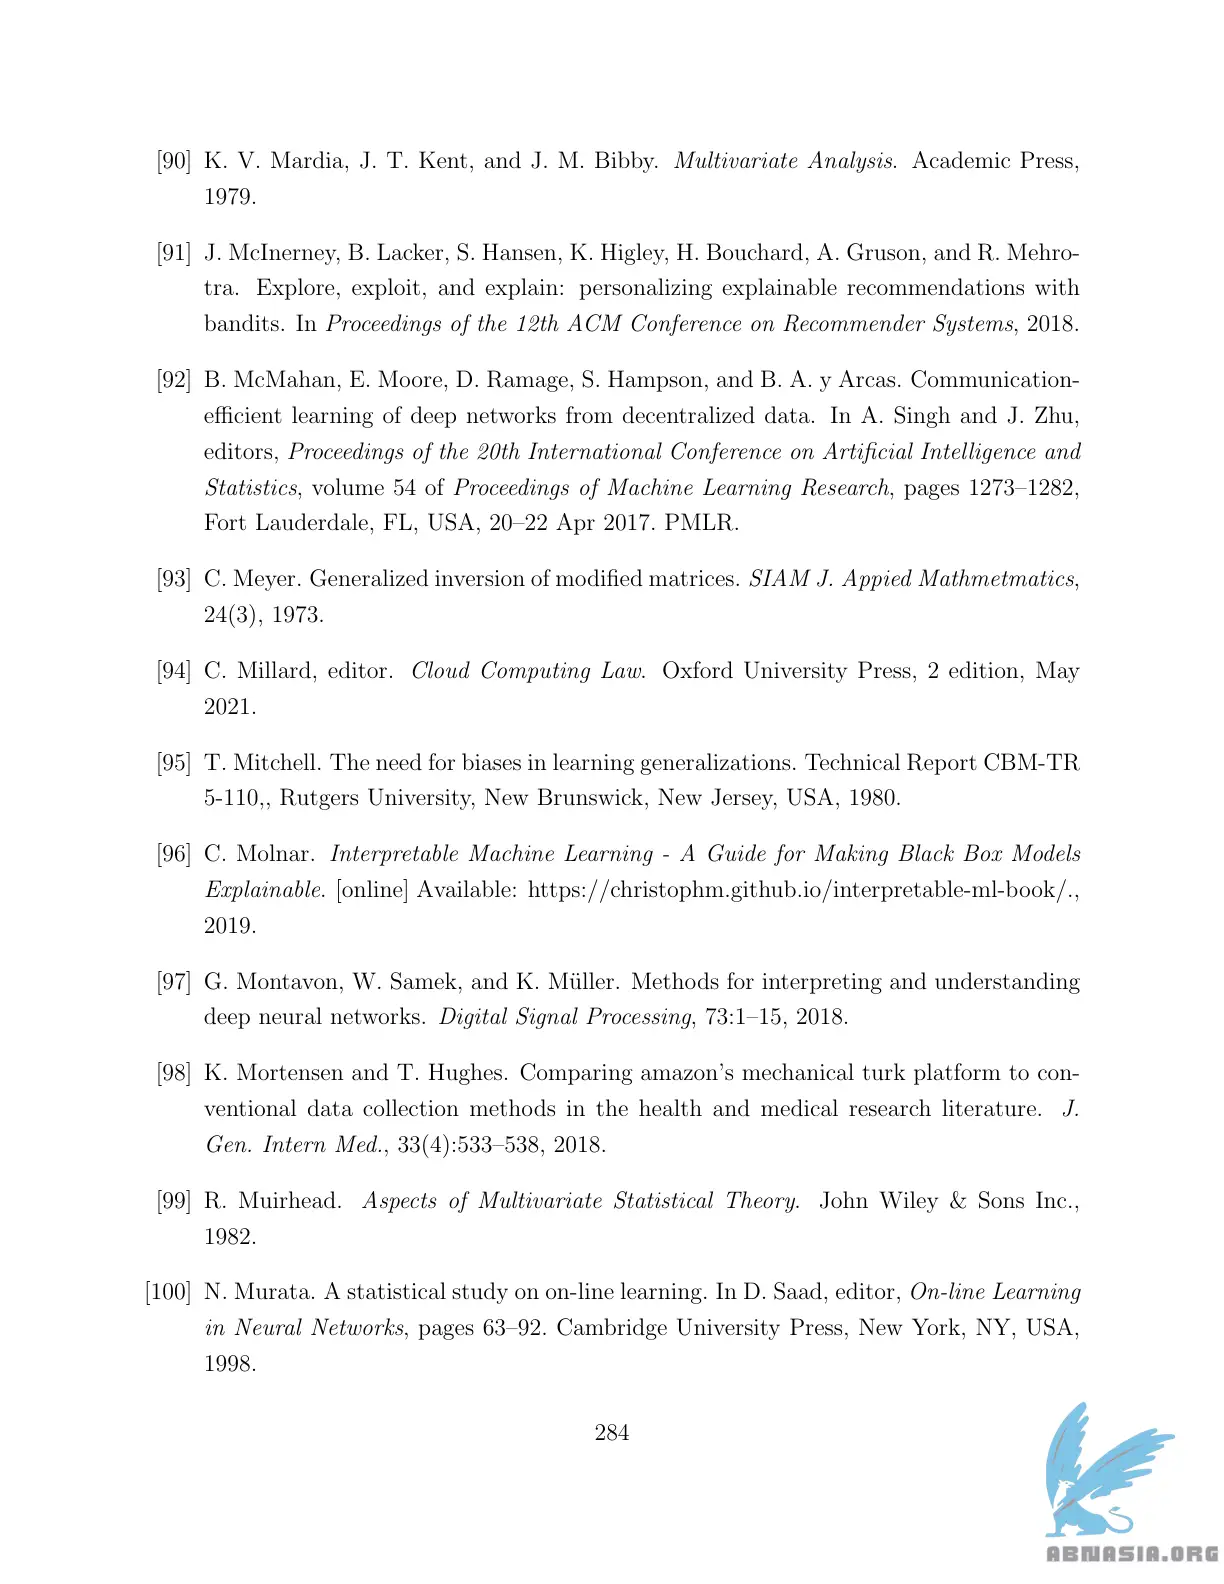 [90] K. V. Mardia, J. T. Kent, and J. M. Bibby. Multivariate Analysis. Academic Press,
1979.
[91] J. McInerney, B. Lacker, S. Hansen, K. Higley, H. Bouchard, A. Gruson, and R. Mehro-
tra. Explore, exploit, and explain: personalizing explainable recommendations with
bandits. In Proceedings of the 12th ACM Conference on Recommender Systems, 2018.
[92] B. McMahan, E. Moore, D. Ramage, S. Hampson, and B. A. y Arcas. Communication-
efficient learning of deep networks from decentralized data. In A. Singh and J. Zhu,
editors, Proceedings of the 20th International Conference on Artificial Intelligence and
Statistics, volume 54 of Proceedings of Machine Learning Research, pages 1273–1282,
Fort Lauderdale, FL, USA, 20–22 Apr 2017. PMLR.
[93] C. Meyer. Generalized inversion of modified matrices. SIAM J. Appied Mathmetmatics,
24(3), 1973.
[94] C. Millard, editor. Cloud Computing Law. Oxford University Press, 2 edition, May
2021.
[95] T. Mitchell. The need for biases in learning generalizations. Technical Report CBM-TR
5-110,, Rutgers University, New Brunswick, New Jersey, USA, 1980.
[96] C. Molnar. Interpretable Machine Learning - A Guide for Making Black Box Models
Explainable. [online] Available: https://christophm.github.io/interpretable-ml-book/.,
2019.
[97] G. Montavon, W. Samek, and K. Müller. Methods for interpreting and understanding
deep neural networks. Digital Signal Processing, 73:1–15, 2018.
[98] K. Mortensen and T. Hughes. Comparing amazon's mechanical turk platform to con-
ventional data collection methods in the health and medical research literature. J.
Gen. Intern Med., 33(4):533–538, 2018.
[99] R. Muirhead. Aspects of Multivariate Statistical Theory. John Wiley & Sons Inc.,
1982.
[100] N. Murata. A statistical study on on-line learning. In D. Saad, editor, On-line Learning
in Neural Networks, pages 63–92. Cambridge University Press, New York, NY, USA,
1998.
284
ABNASIA.ORG